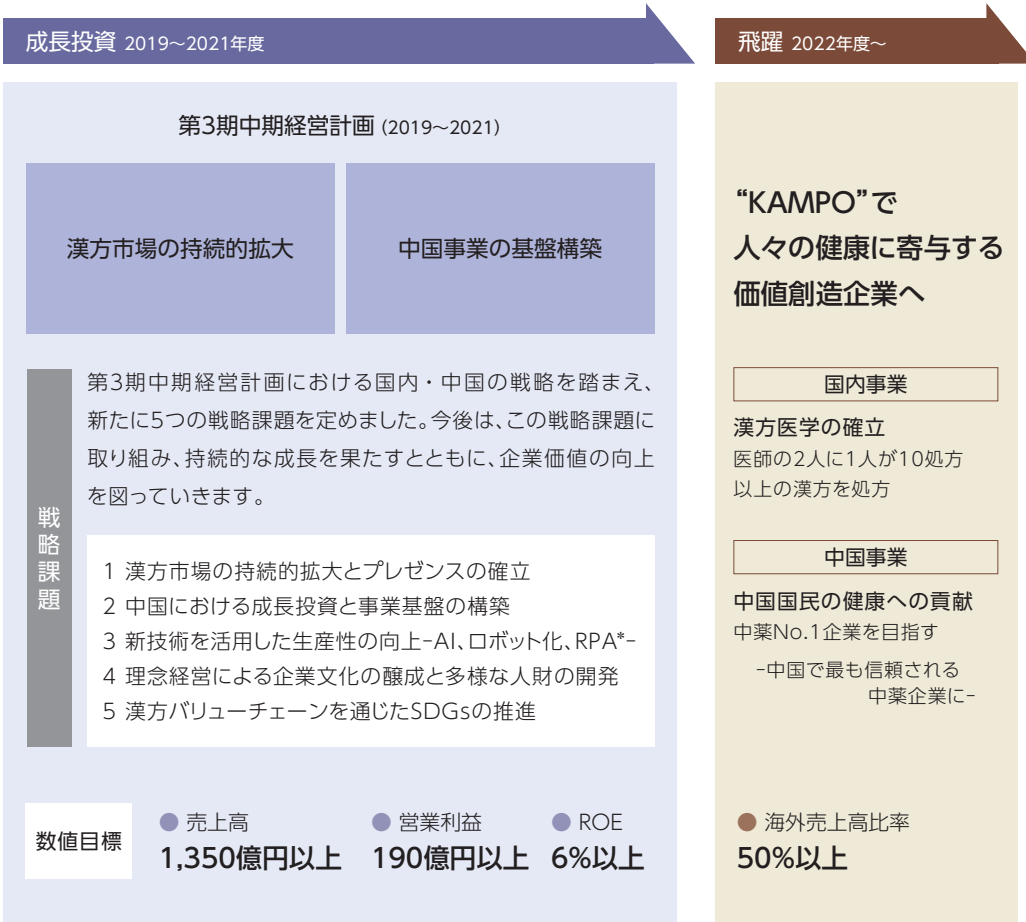 成長投資 2019～2021年度
第3期中期経営計画 (2019～2021)
漢方市場の持続的拡大
中国事業の基盤構築
戦略課題
第3期中期経営計画における国内・中国の戦略を踏まえ、
新たに5つの戦略課題を定めました。今後は、この戦略課題に
取り組み、持続的な成長を果たすとともに、企業価値の向上
を図っていきます。
1 漢方市場の持続的拡大とプレゼンスの確立
2 中国における成長投資と事業基盤の構築
3 新技術を活用した生産性の向上-AI、ロボット化、RPA*-
4 理念経営による企業文化の醸成と多様な人財の開発
5 漢方バリューチェーンを通じたSDGsの推進
数値目標
● 売上高
1,350億円以上
● 営業利益
190億円以上
● ROE
6%以上
飛躍 2022年度～
“KAMPO”で
人々の健康に寄与する
価値創造企業へ
国内事業
漢方医学の確立
医師の2人に1人が10処方
以上の漢方を処方
中国事業
中国国民の健康への貢献
中薬No.1企業を目指す
-中国で最も信頼される
中薬企業に-
● 海外売上高比率
50%以上